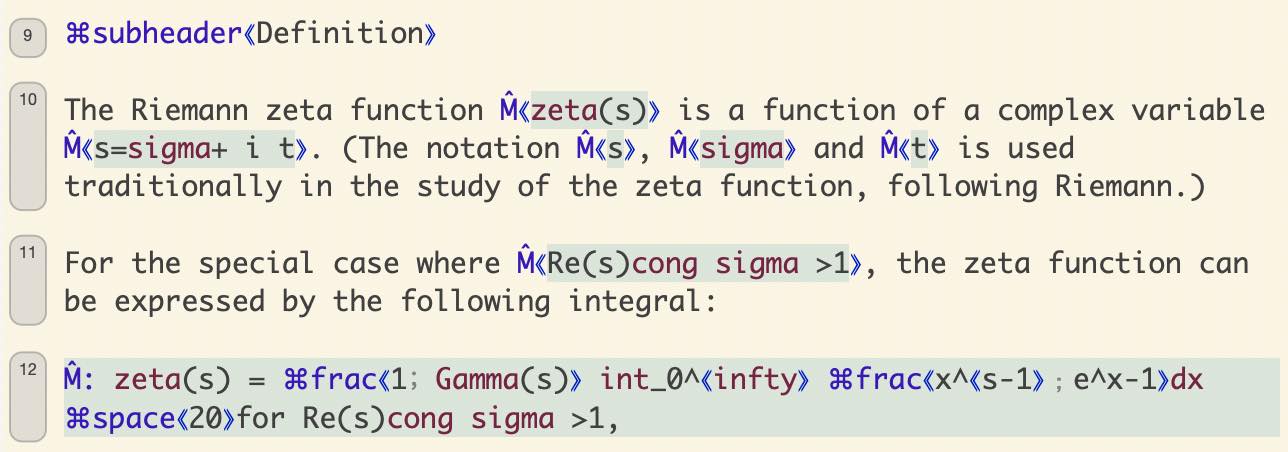 9
⌘subheader⟪Definition⟫
10
The Riemann zeta function M̂⟪zeta(s)⟫ is a function of a complex variable
M̂⟪s=sigma+ i t⟫. (The notation M̂⟪s⟫, M̂⟪sigma⟫ and M̂⟪t⟫ is used
traditionally in the study of the zeta function, following Riemann.)
11
For the special case where M̂⟪Re(s)cong sigma >1⟫, the zeta function can
be expressed by the following integral:
12
M̂: zeta(s) = ⌘frac⟪1; Gamma(s)⟫ int_0^⟪infty⟫ ⌘frac⟪x^⟪s-1⟫;e^x-1⟫dx
⌘space⟪20⟫for Re(s)cong sigma >1,